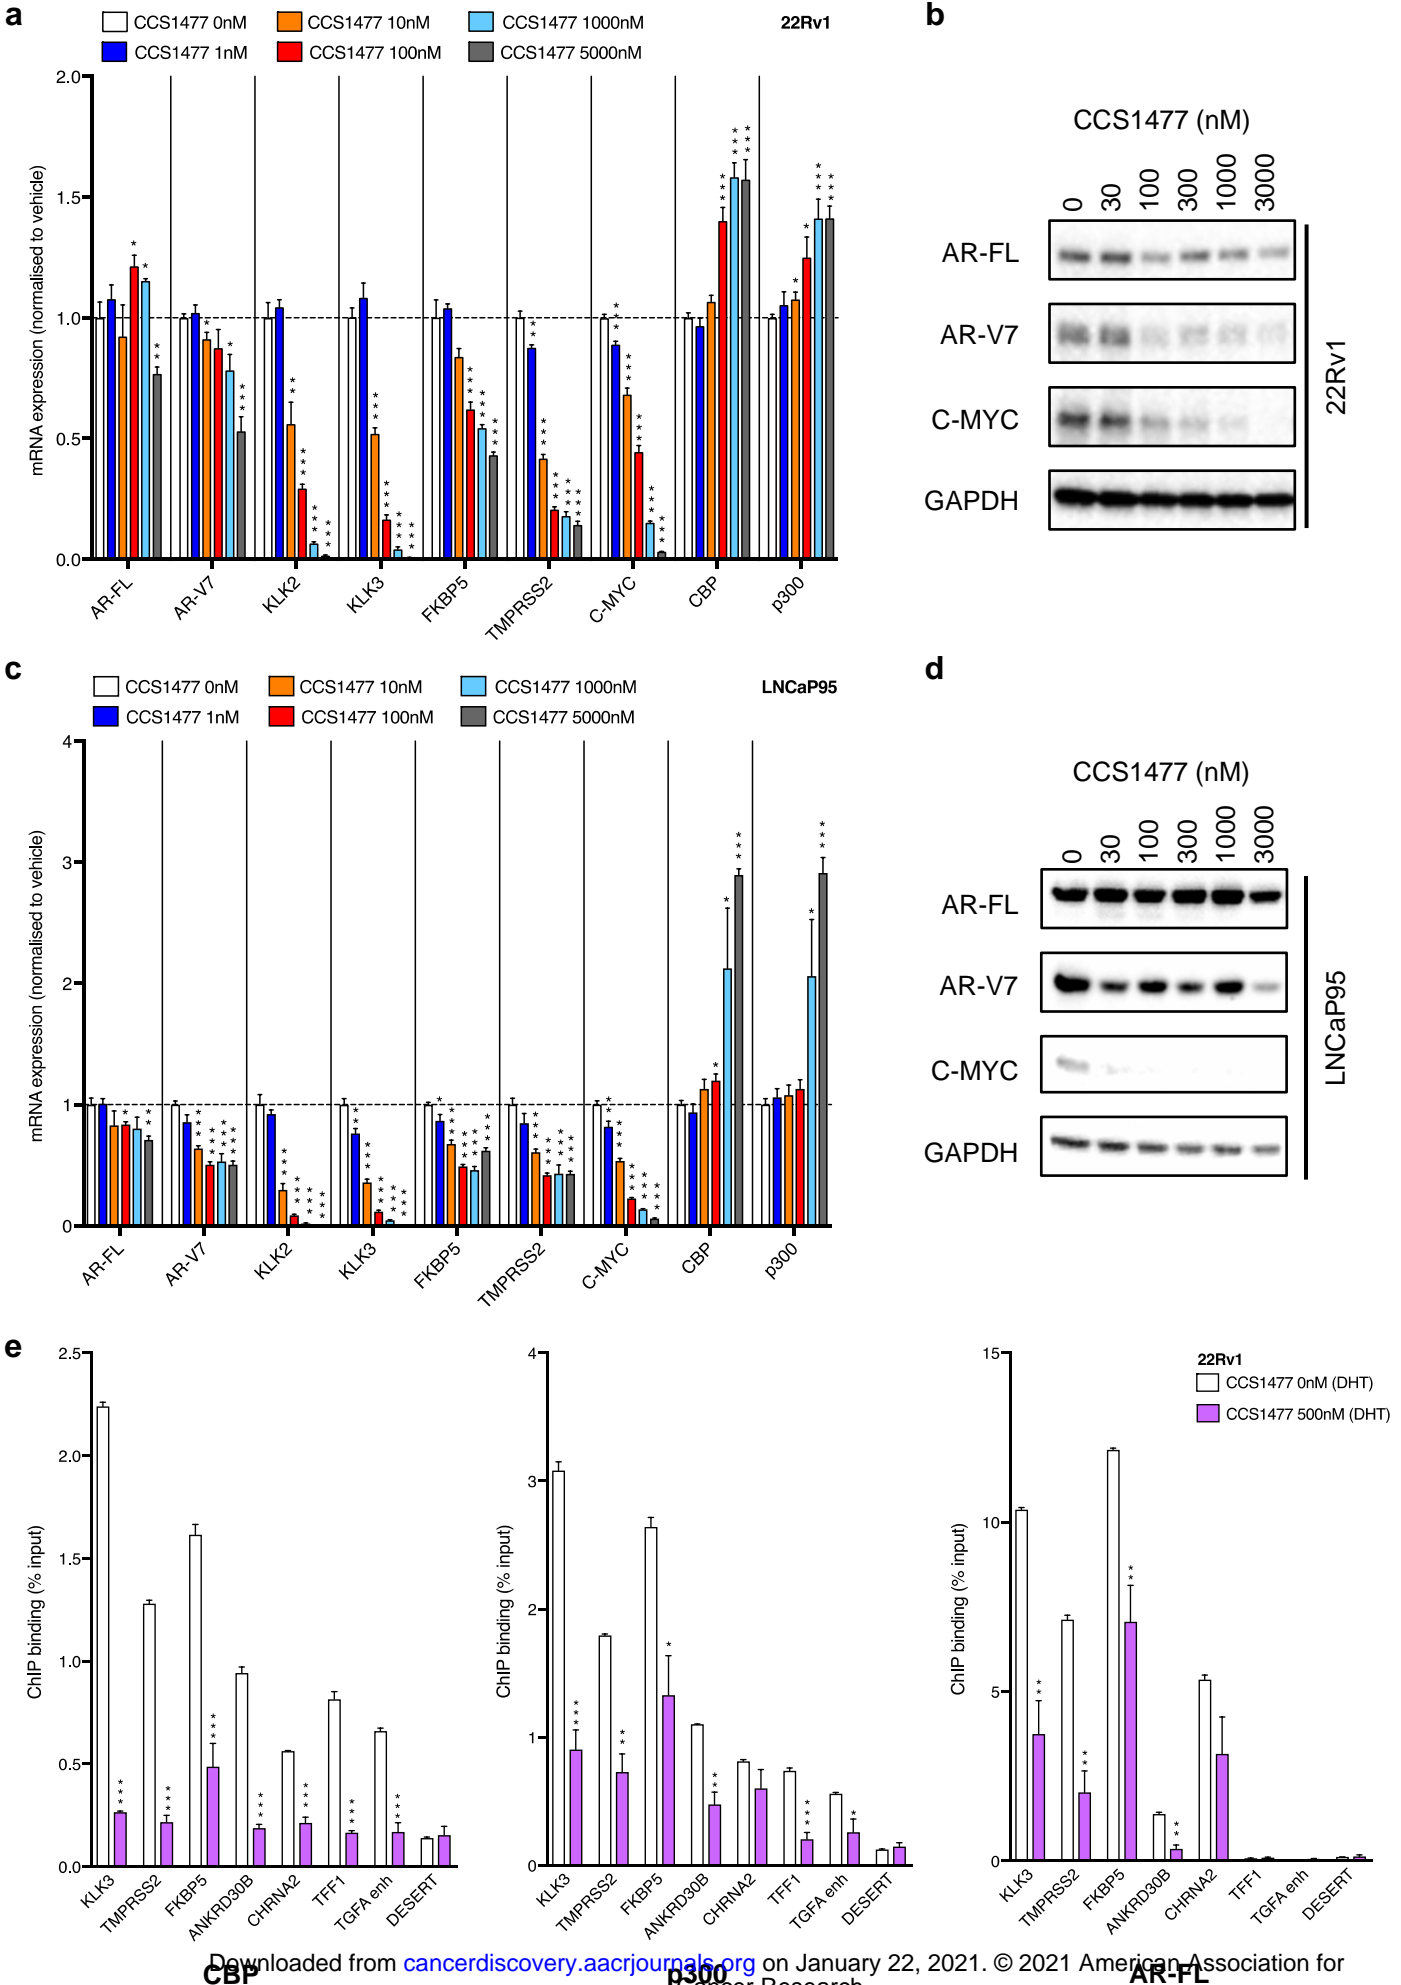 a
CCS1477 0nM CCS1477 10nM CCS1477 1000nM 22Rv1
CCS1477 1nM CCS1477 100nM CCS1477 5000nM
mRNA expression (normalised to vehicle)
2.0
1.5
1.0
0.5
0.0
AR-FL AR-V7 KLK2 KLK3 FKBP5 TMPRSS2 C-MYC CBP p300
b
CCS1477 (nM)
0 30 100 300 1000 3000
AR-FL
AR-V7
C-MYC
GAPDH
22Rv1
c
CCS1477 0nM CCS1477 10nM CCS1477 1000nM LNCaP95
CCS1477 1nM CCS1477 100nM CCS1477 5000nM
mRNA expression (normalised to vehicle)
4
3
2
1
0
AR-FL AR-V7 KLK2 KLK3 FKBP5 TMPRSS2 C-MYC CBP p300
d
CCS1477 (nM)
0 30 100 300 1000 3000
AR-FL
AR-V7
C-MYC
GAPDH
LNCaP95
e
ChIP binding (% input)
2.5
2.0
1.5
1.0
0.5
0.0
KLK3 TMPRSS2 FKBP5 ANKRD30B CHRNA2 TFF1 TGFA enh DESERT
CBP
ChIP binding (% input)
4
3
2
1
0
KLK3 TMPRSS2 FKBP5 ANKRD30B CHRNA2 TFF1 TGFA enh DESERT
p300
22Rv1
CCS1477 0nM (DHT)
CCS1477 500nM (DHT)
ChIP binding (% input)
15
10
5
0
KLK3 TMPRSS2 FKBP5 ANKRD30B CHRNA2 TFF1 TGFA enh DESERT
AR-FL
Downloaded from cancerdiscovery.aacrjournals.org on January 22, 2021. © 2021 American Association for
Cancer Research